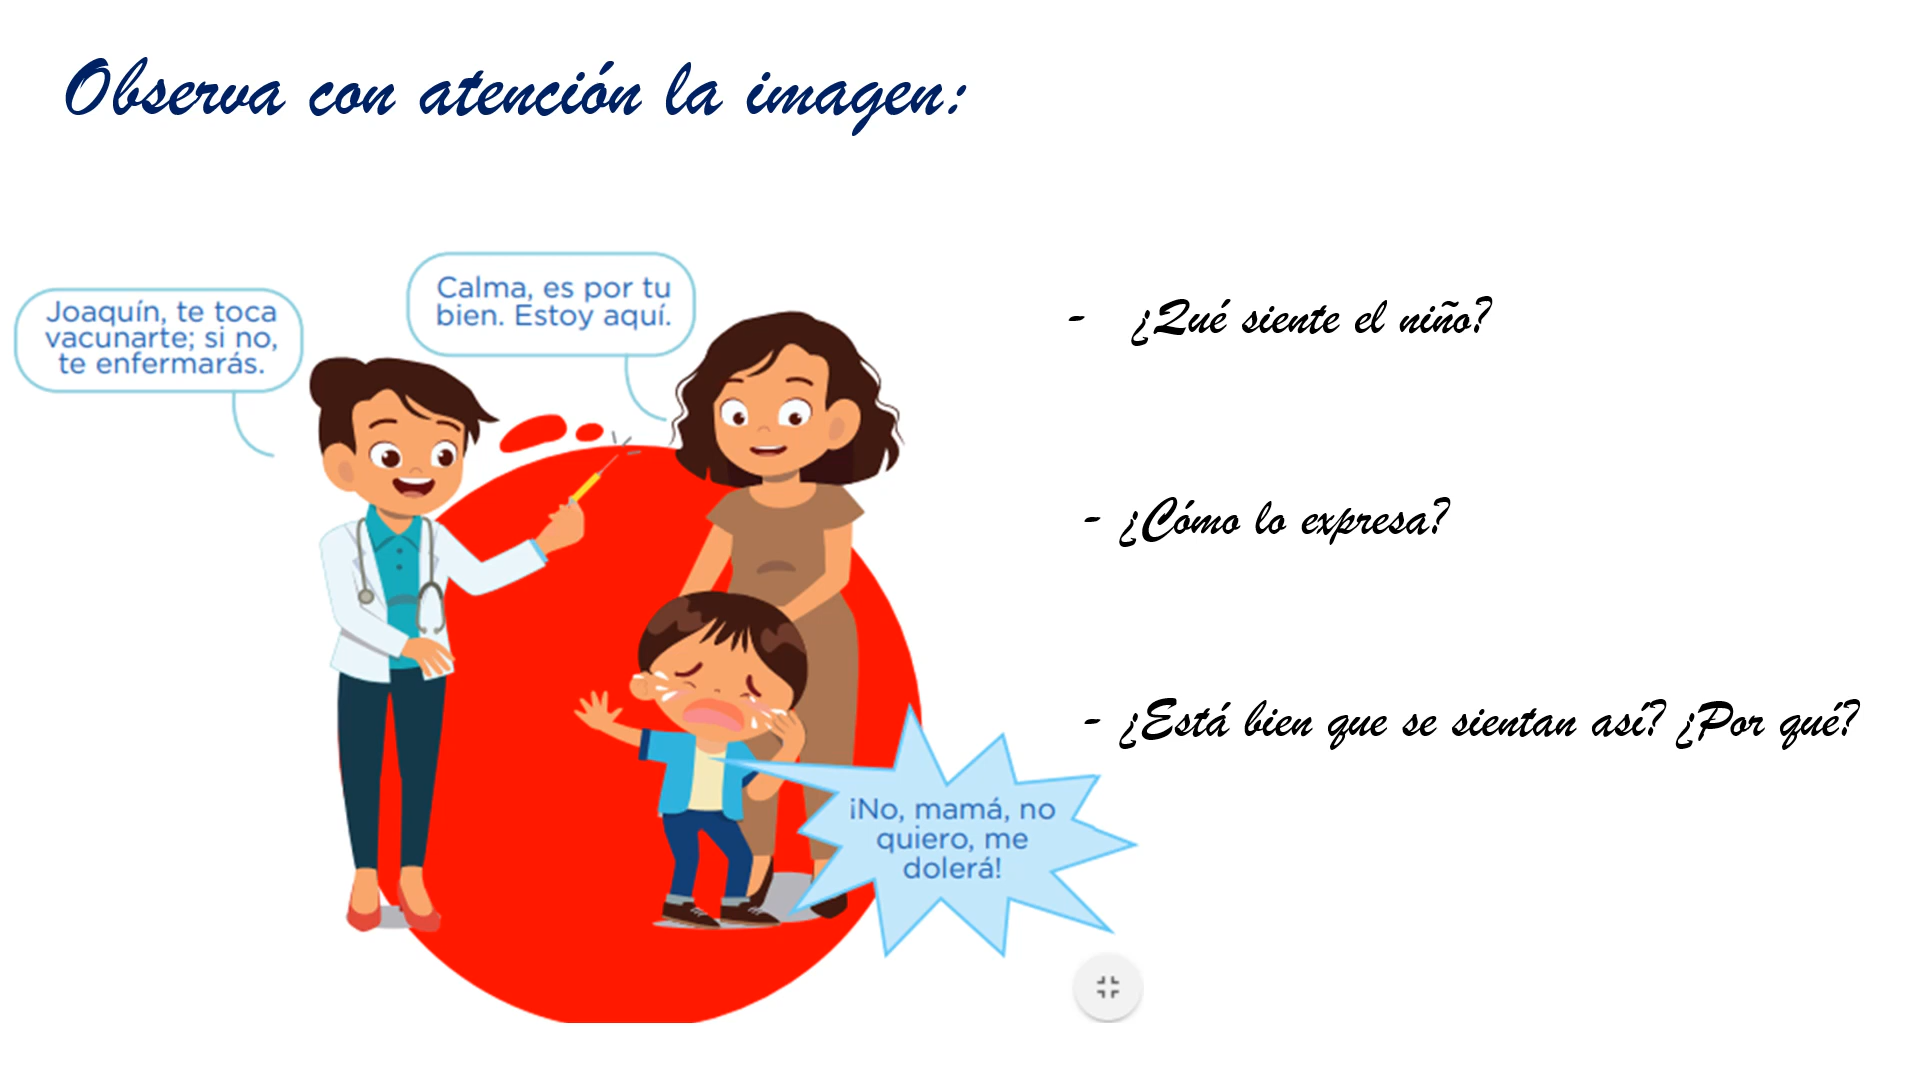 Observa con atención la imagen:
Joaquín, te toca
vacunarte; si no,
te enfermarás.
Calma, es por tu
bien. Estoy aquí.
¡No, mamá, no
quiero, me
dolerá!
- ¿Qué siente el niño?
- ¿Cómo lo expresa?
- ¿Está bien que se sientan así? ¿Por qué?